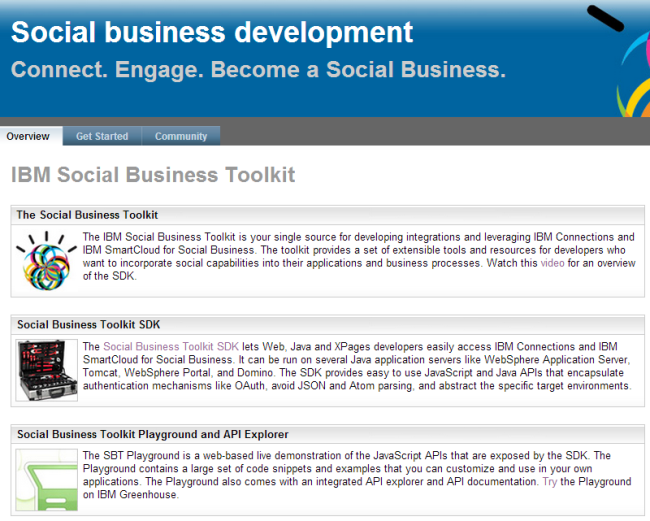 Social business development
Connect. Engage. Become a Social Business.
Overview
Get Started
Community
IBM Social Business Toolkit
The Social Business Toolkit
The IBM Social Business Toolkit is your single source for developing integrations and leveraging IBM Connections and
IBM SmartCloud for Social Business. The toolkit provides a set of extensible tools and resources for developers who
want to incorporate social capabilities into their applications and business processes. Watch this video for an overview
of the SDK.
Social Business Toolkit SDK
The Social Business Toolkit SDK lets Web, Java and XPages developers easily access IBM Connections and IBM
SmartCloud for Social Business. It can be run on several Java application servers like WebSphere Application Server,
Tomcat, WebSphere Portal, and Domino. The SDK provides easy to use JavaScript and Java APIs that encapsulate
authentication mechanisms like OAuth, avoid JSON and Atom parsing, and abstract the specific target environments.
Social Business Toolkit Playground and API Explorer
The SBT Playground is a web-based live demonstration of the JavaScript APIs that are exposed by the SDK. The
Playground contains a large set of code snippets and examples that you can customize and use in your own
applications. The Playground also comes with an integrated API explorer and API documentation. Try the Playground
on IBM Greenhouse.